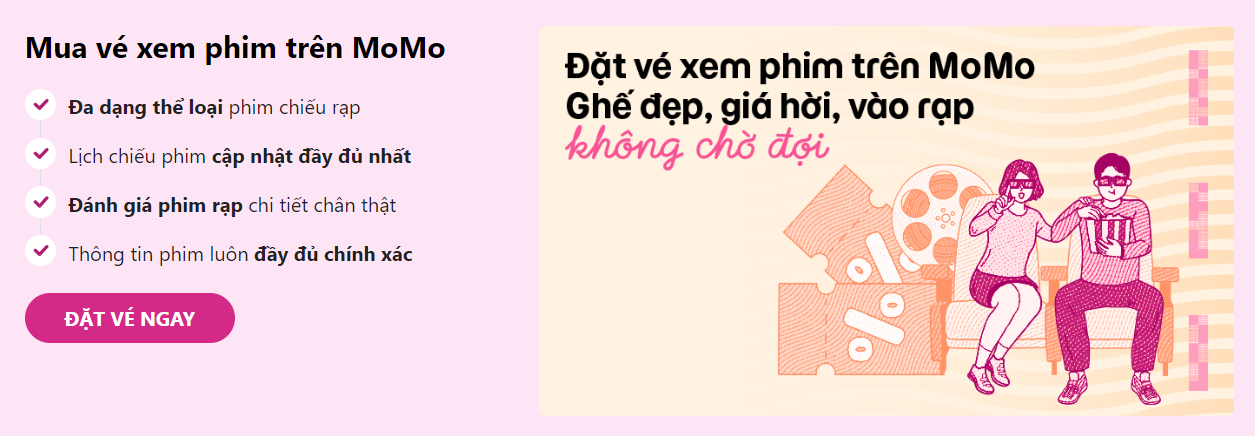 Mua vé xem phim trên MoMo
Đa dạng thể loại phim chiếu rạp
Lịch chiếu phim cập nhật đầy đủ nhất
Đánh giá phim rạp chi tiết chân thật
Thông tin phim luôn đầy đủ chính xác
ĐẶT VÉ NGAY
Đặt vé xem phim trên MoMo
Ghế đẹp, giá hời, vào rạp
không chờ đợi